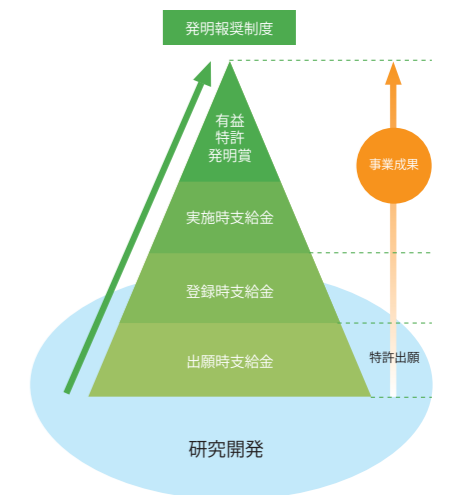 発明報奨制度
有益
特許
発明賞
事業成果
実施時支給金
登録時支給金
出願時支給金
特許出願
研究開発